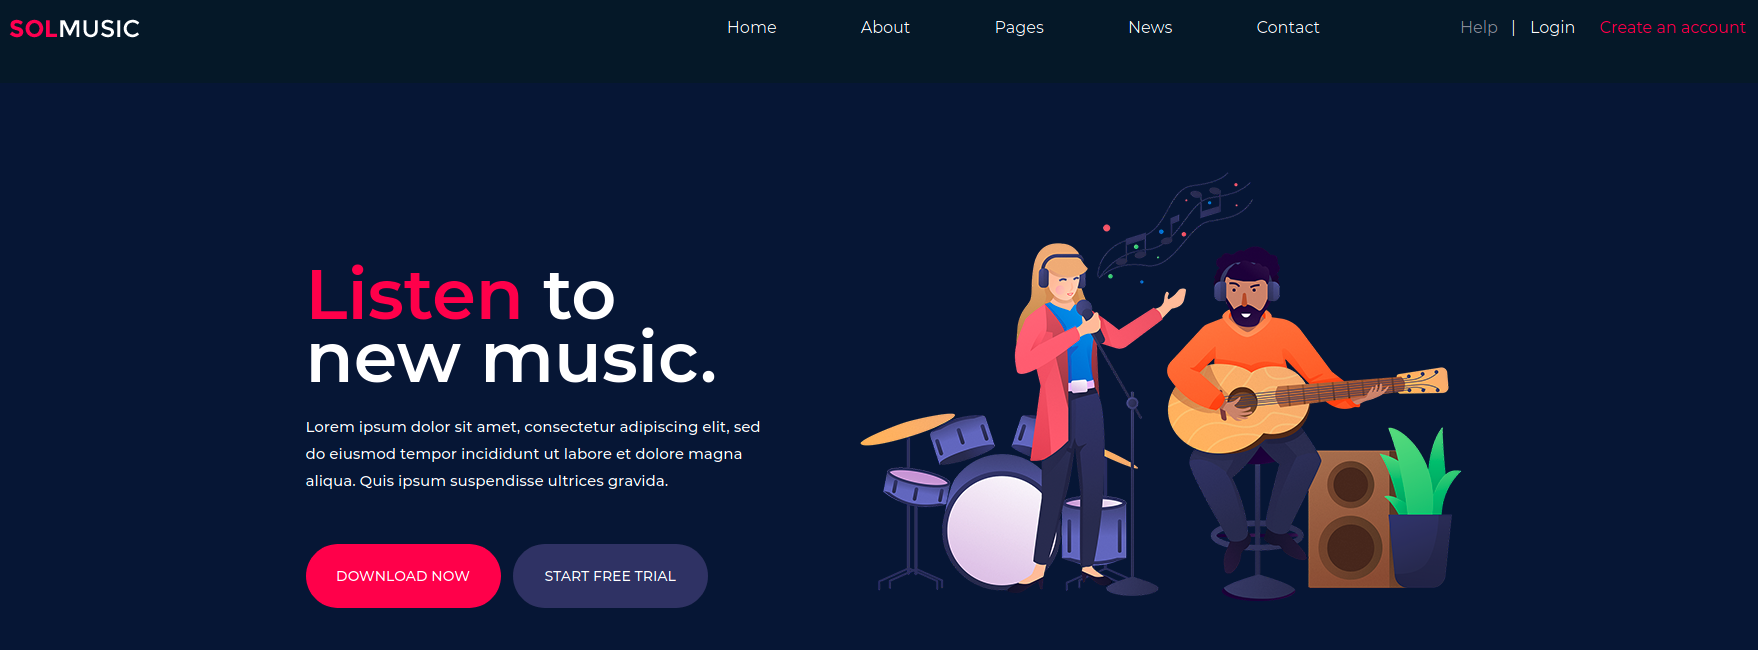 SOLMUSIC
Home About Pages News Contact Help | Login Create an account
Listen to
new music.
Lorem ipsum dolor sit amet, consectetur adipiscing elit, sed
do eiusmod tempor incididunt ut labore et dolore magna
aliqua. Quis ipsum suspendisse ultrices gravida.
DOWNLOAD NOW START FREE TRIAL